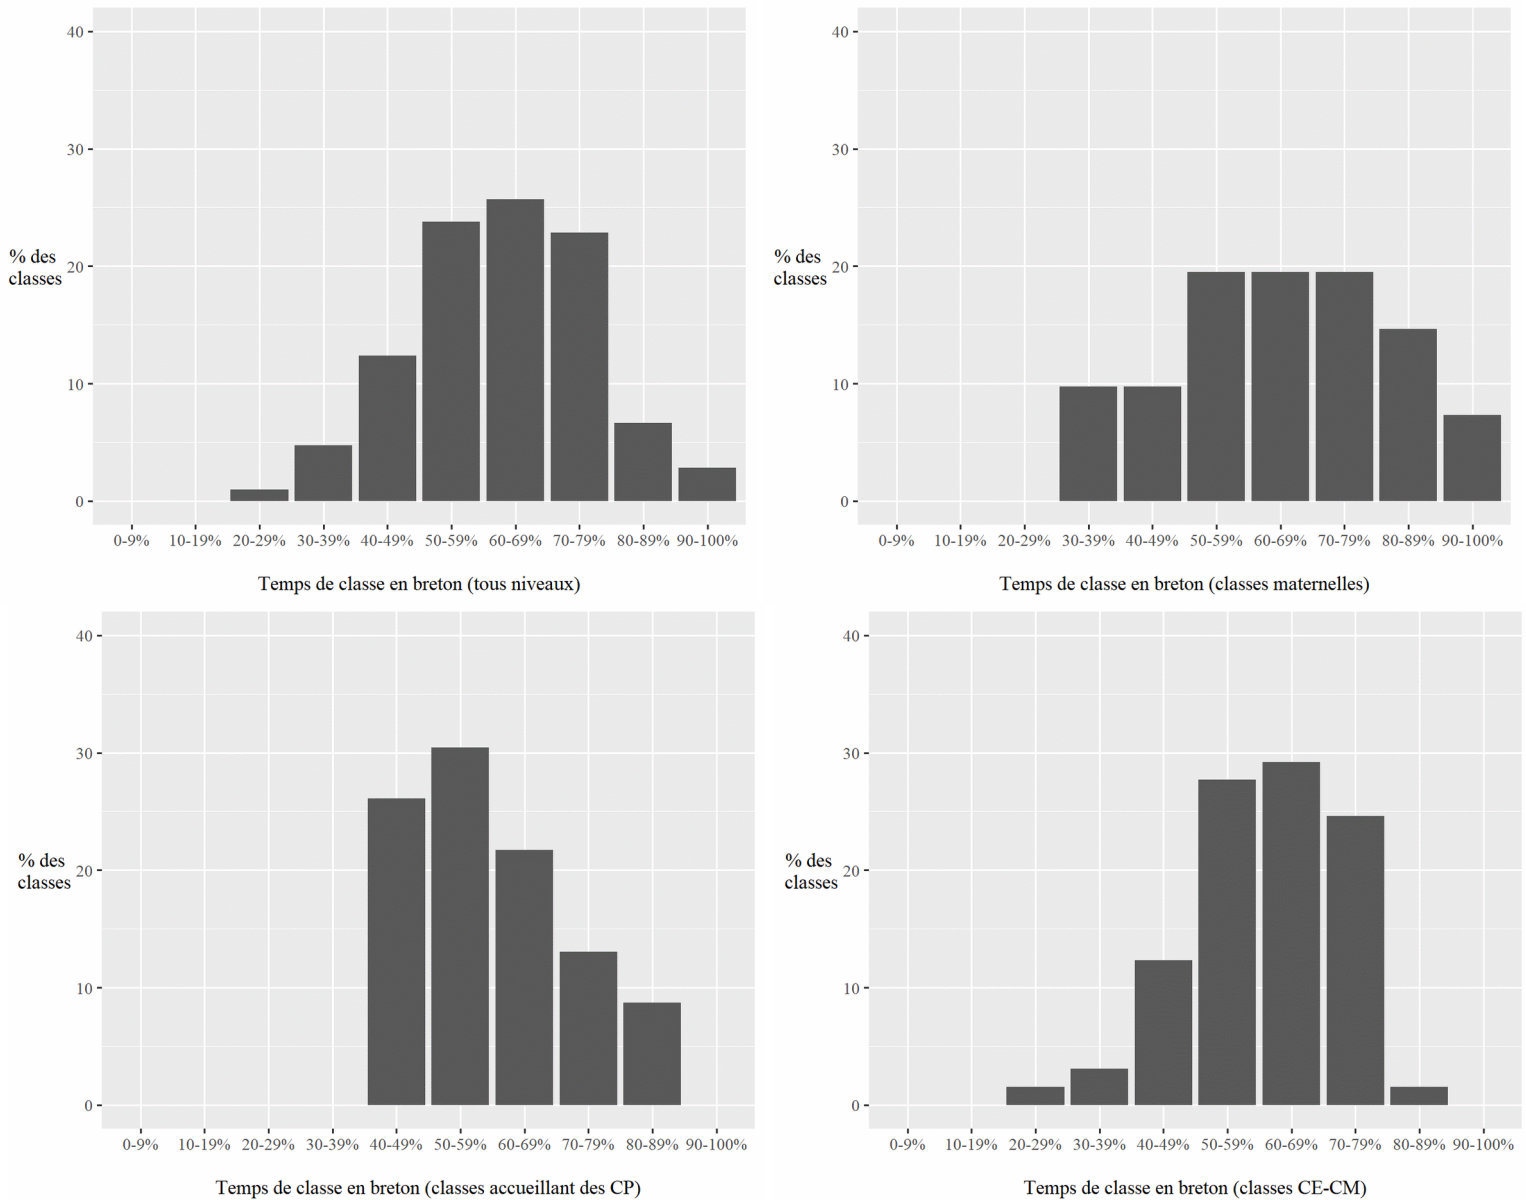 40
30
% des
classes
20
10
0
0-9% 10-19% 20-29% 30-39% 40-49% 50-59% 60-69% 70-79% 80-89% 90-100%
Temps de classe en breton (tous niveaux)
40
30
% des
classes
20
10
0
0-9% 10-19% 20-29% 30-39% 40-49% 50-59% 60-69% 70-79% 80-89% 90-100%
Temps de classe en breton (classes maternelles)
40
30
% des
classes
20
10
0
0-9% 10-19% 20-29% 30-39% 40-49% 50-59% 60-69% 70-79% 80-89% 90-100%
Temps de classe en breton (classes accueillant des CP)
40
30
% des
classes
20
10
0
0-9% 10-19% 20-29% 30-39% 40-49% 50-59% 60-69% 70-79% 80-89% 90-100%
Temps de classe en breton (classes CE-CM)